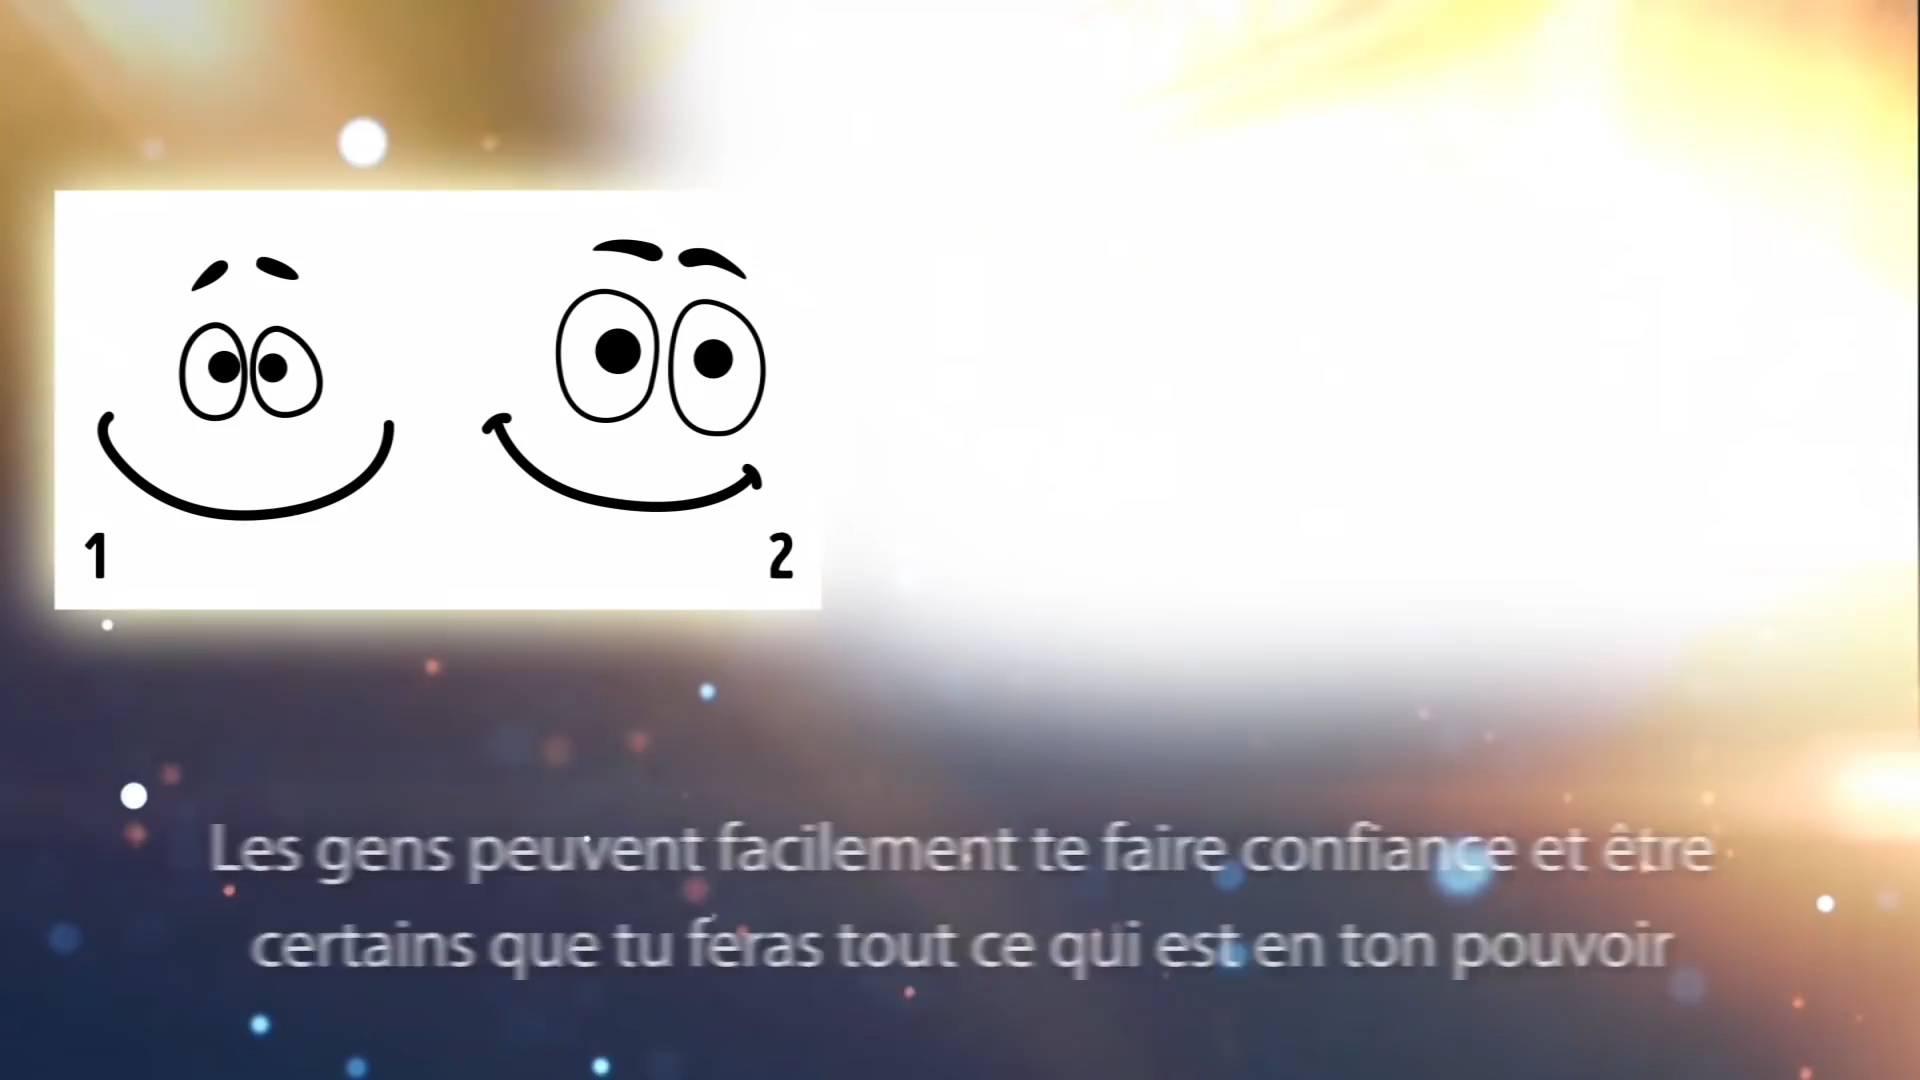 1
2
Les gens peuvent facilement te faire confiance et être
certains que tu feras tout ce qui est en ton pouvoir